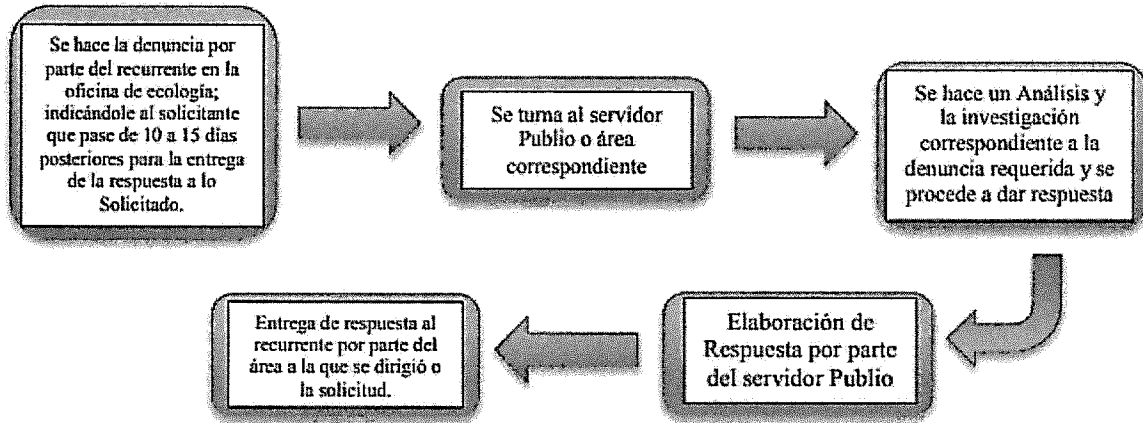 Se hace la denuncia por
parte del recurrente en la
oficina de ecología;
indicándole al solicitante
que pase de 10 a 15 días
posteriores para la entrega
de la respuesta a lo
Solicitado.
Se turna al servidor
Publio o área
correspondiente
Se hace un Análisis y
la investigación
correspondiente a la
denuncia requerida y se
procede a dar respuesta
Elaboración de
Respuesta por parte
del servidor Publio
Entrega de respuesta al
recurrente por parte del
área a la que se dirigió o
la solicitud.